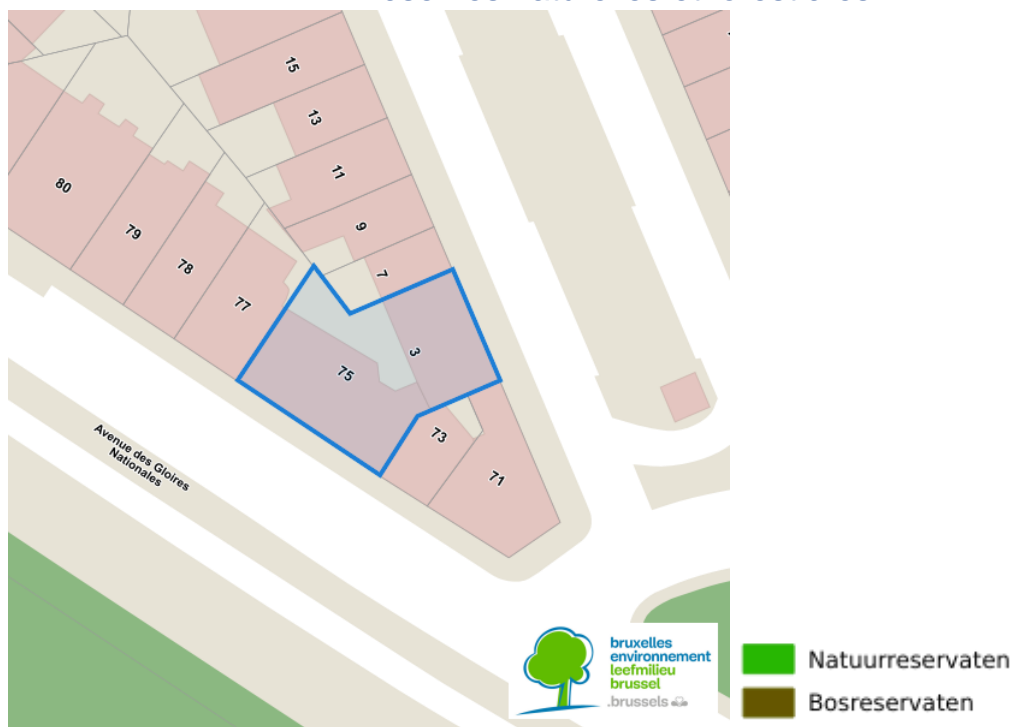 15
13
11
9
7
3
80
79
78
77
75
73
71
Avenue des Gloires
Nationales
bruxelles
environnement
leefmilieu
brussel
.brussels
Natuurreservaten
Bosreservaten